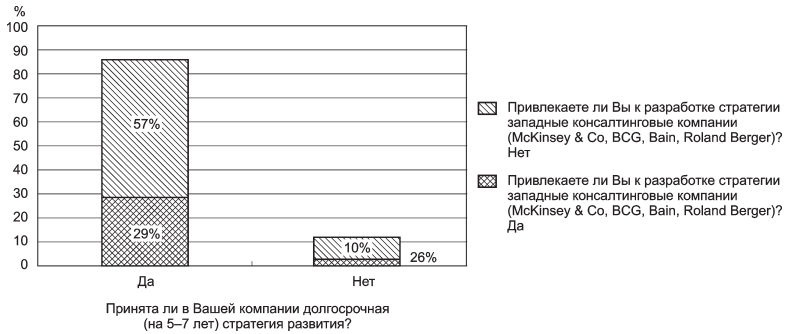 %
100
90
80
70
60
50
40
30
20
10
0
57%
29%
10%
26%
Да
Нет
Принята ли в Вашей компании долгосрочная
(на 5–7 лет) стратегия развития?
Привлекаете ли Вы к разработке стратегии
западные консалтинговые компании
(McKinsey & Co, BCG, Bain, Roland Berger)?
Нет
Привлекаете ли Вы к разработке стратегии
западные консалтинговые компании
(McKinsey & Co, BCG, Bain, Roland Berger)?
Да